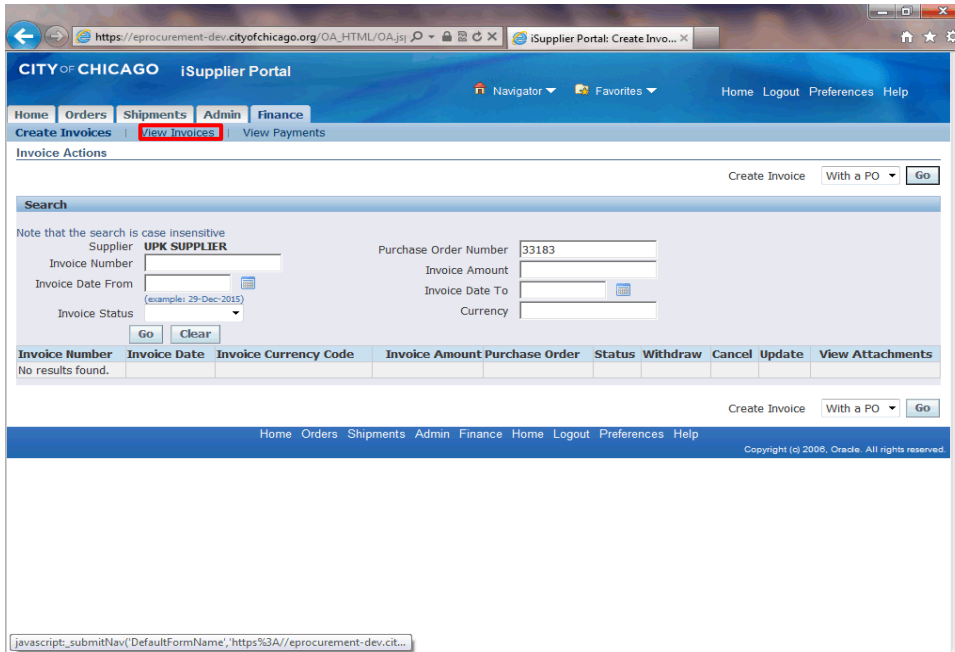 https://eprocurement-dev.cityofchicago.org/OA_HTML/OA.js iSupplier Portal: Create Invo...
CITY OF CHICAGO iSupplier Portal
Navigator Favorites Home Logout Preferences Help
Home Orders Shipments Admin Finance
Create Invoices | View Invoices | View Payments
Invoice Actions
Create Invoice With a PO Go
Search
Note that the search is case insensitive
Supplier UPK SUPPLIER Purchase Order Number 33183
Invoice Number Invoice Amount
Invoice Date From Invoice Date To
(example: 29-Dec-2015)
Invoice Status Currency
Go Clear
Invoice Number Invoice Date Invoice Currency Code Invoice Amount Purchase Order Status Withdraw Cancel Update View Attachments
No results found.
Create Invoice With a PO Go
Home Orders Shipments Admin Finance Home Logout Preferences Help
Copyright (c) 2006, Oracle. All rights reserved.
javascript:_submitNav('DefaultFormName','https%3A//eprocurement-dev.cit...